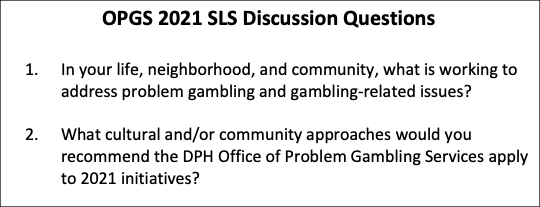 OPGS 2021 SLS Discussion Questions
1. In your life, neighborhood, and community, what is working to
address problem gambling and gambling-related issues?
2. What cultural and/or community approaches would you
recommend the DPH Office of Problem Gambling Services apply
to 2021 initiatives?